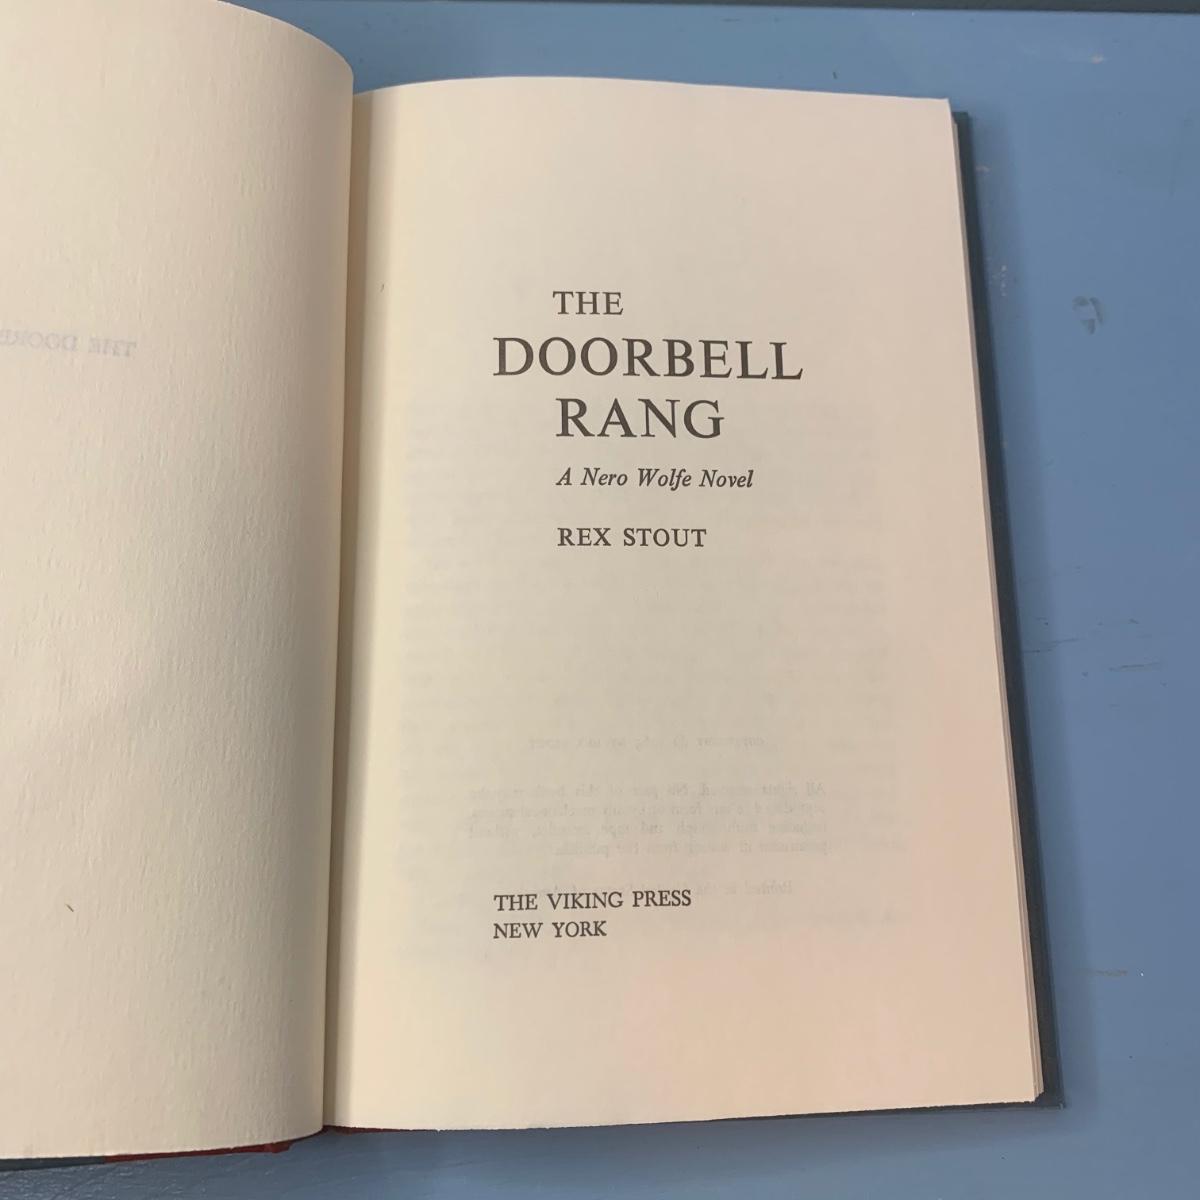 THE
DOORBELL
RANG
A Nero Wolfe Novel
REX STOUT
THE VIKING PRESS
NEW YORK